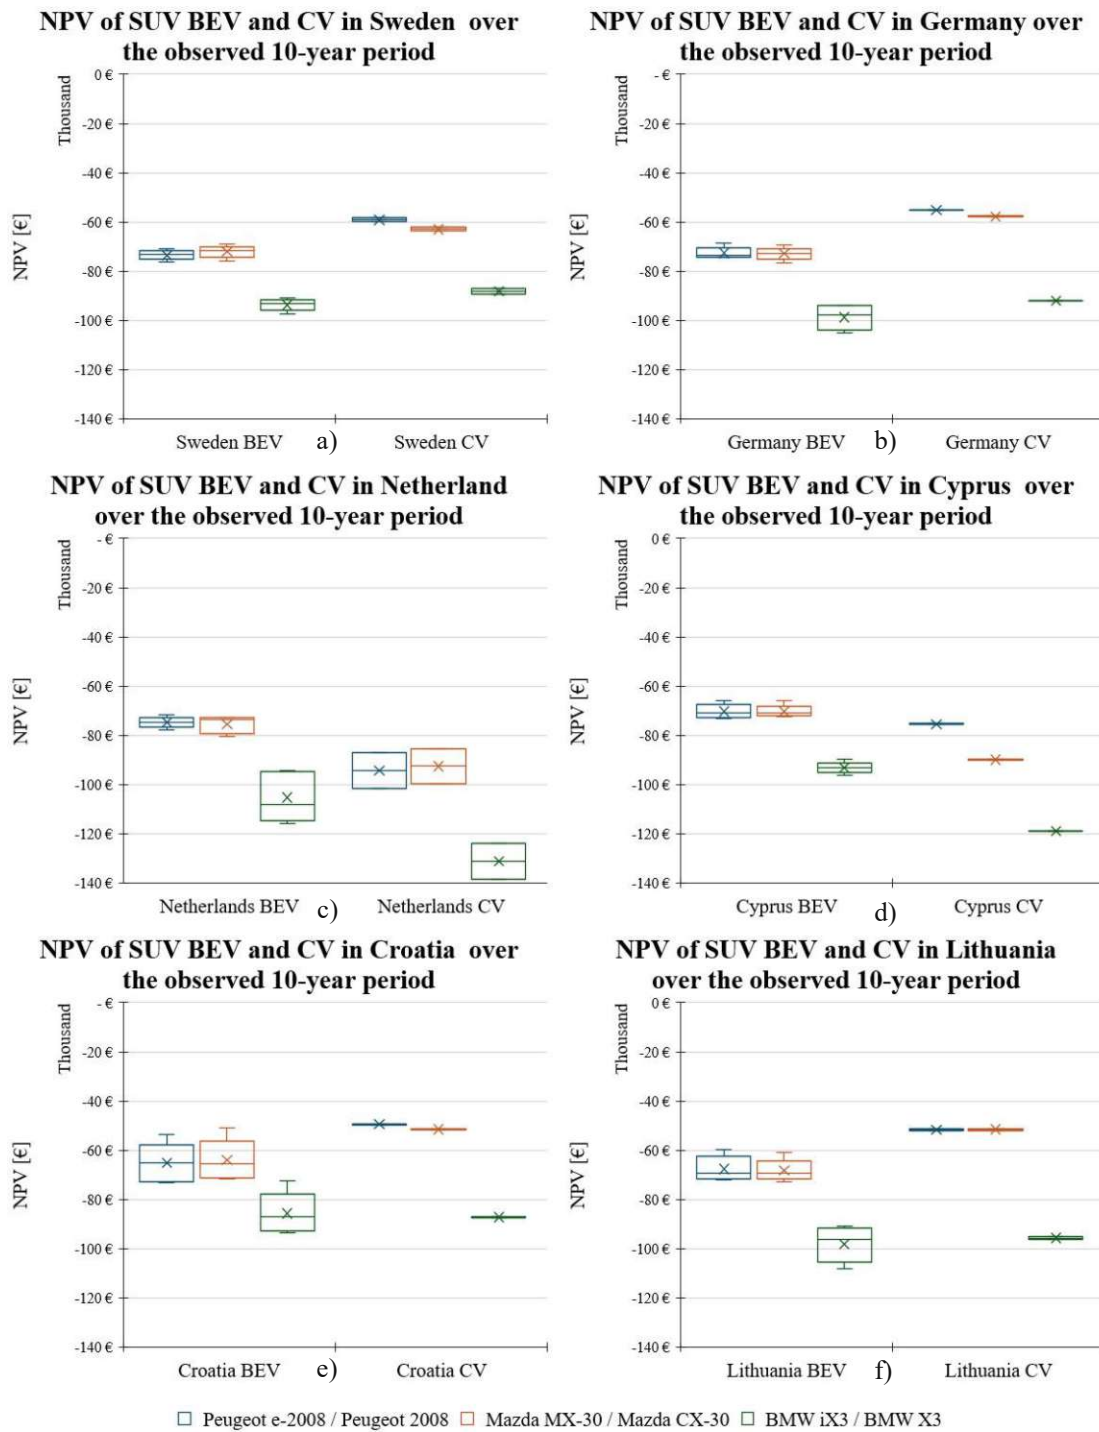 NPV of SUV BEV and CV in Sweden over
the observed 10-year period
Thousand
NPV [€]
0 €
-20 €
-40 €
-60 €
-80 €
-100 €
-120 €
-140 €
Sweden BEV
a)
Sweden CV
NPV of SUV BEV and CV in Germany over
the observed 10-year period
Thousand
NPV [€]
- €
-20 €
-40 €
-60 €
-80 €
-100 €
-120 €
-140 €
Germany BEV
b)
Germany CV
NPV of SUV BEV and CV in Netherland
over the observed 10-year period
Thousand
NPV [€]
- €
-20 €
-40 €
-60 €
-80 €
-100 €
-120 €
-140 €
Netherlands BEV
c)
Netherlands CV
NPV of SUV BEV and CV in Cyprus over
the observed 10-year period
Thousand
NPV [€]
0 €
-20 €
-40 €
-60 €
-80 €
-100 €
-120 €
-140 €
Cyprus BEV
d)
Cyprus CV
NPV of SUV BEV and CV in Croatia over
the observed 10-year period
Thousand
NPV [€]
- €
-20 €
-40 €
-60 €
-80 €
-100 €
-120 €
-140 €
Croatia BEV
e)
Croatia CV
NPV of SUV BEV and CV in Lithuania
over the observed 10-year period
Thousand
NPV [€]
0 €
-20 €
-40 €
-60 €
-80 €
-100 €
-120 €
-140 €
Lithuania BEV
f)
Lithuania CV
Peugeot e-2008 / Peugeot 2008
Mazda MX-30 / Mazda CX-30
BMW iX3 / BMW X3